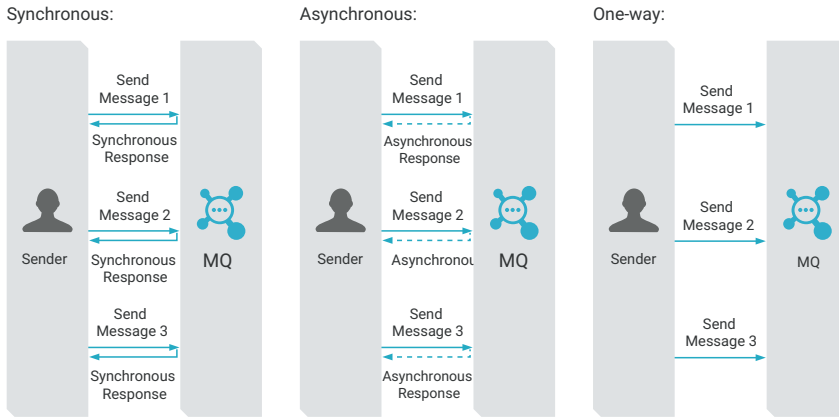 Synchronous:
Send
Message 1
Synchronous
Response
Send
Message 2
Synchronous
Response
Send
Message 3
Synchronous
Response
Sender
MQ
Asynchronous:
Send
Message 1
Asynchronous
Response
Send
Message 2
Asynchronou
Send
Message 3
Asynchronous
Response
Sender
MQ
One-way:
Send
Message 1
Send
Message 2
Send
Message 3
Sender
MQ